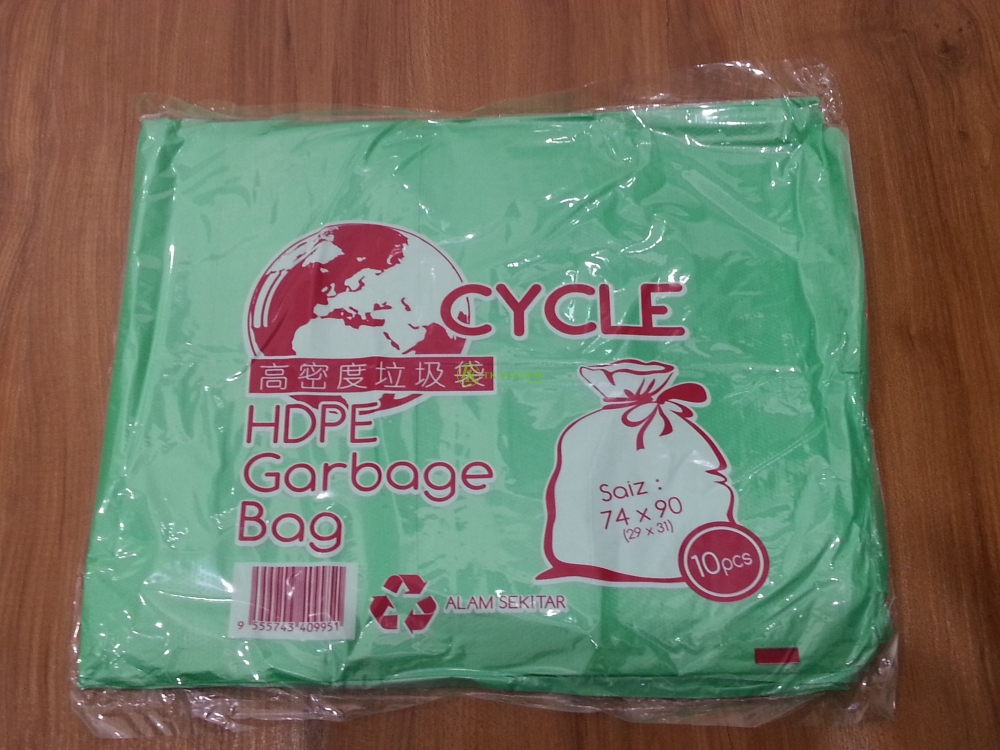 CYCLE
高密度垃圾袋
HDPE
Garbage
Bag
Saiz :
74 x 90
(29 x 31)
10pcs
9 555743 409951
ALAM SEKITAR